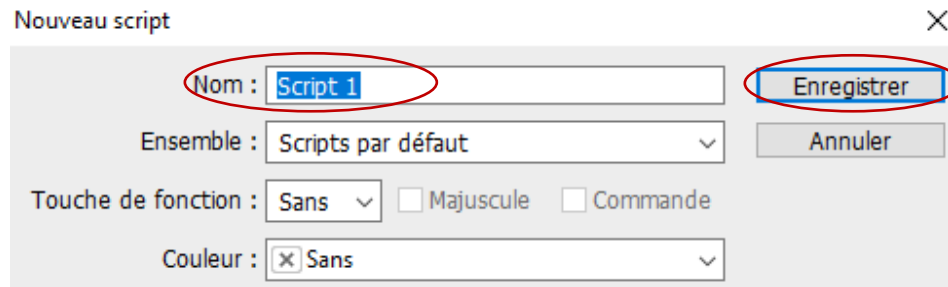 Nouveau script
Nom : Script 1 Enregistrer
Ensemble : Scripts par défaut Annuler
Touche de fonction : Sans Majuscule Commande
Couleur : Sans